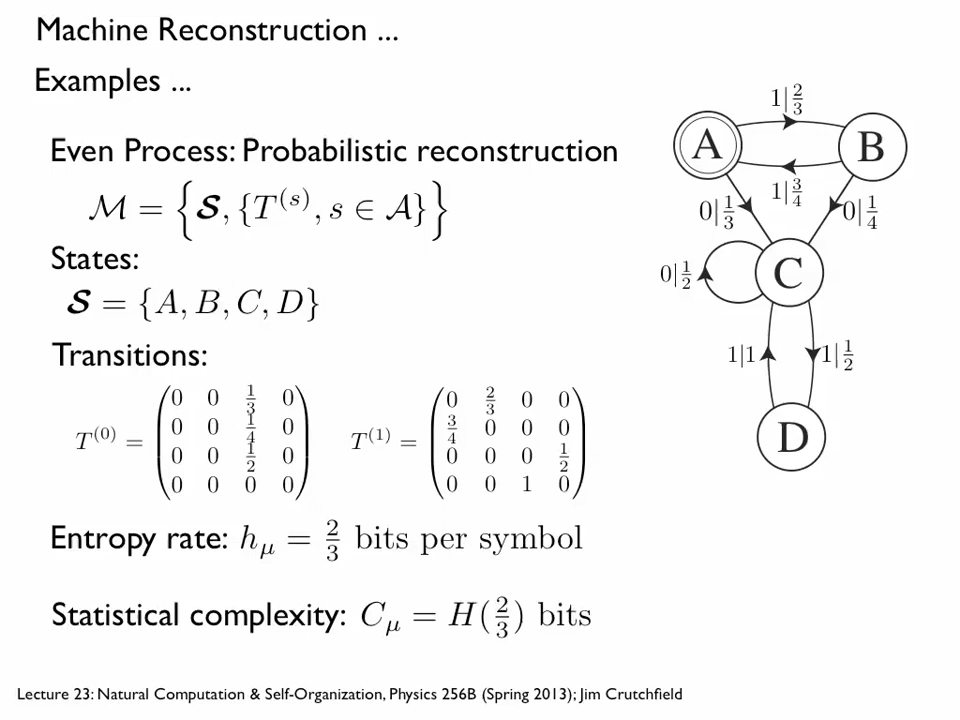 Machine Reconstruction ...
Examples ...
Even Process: Probabilistic reconstruction
ℳ = {𝓢, {T^(s), s ∈ 𝒜}}
States:
𝓢 = {A, B, C, D}
Transitions:
T^(0) =
0 0 1/3 0
0 0 1/4 0
0 0 1/2 0
0 0 0 0
T^(1) =
0 2/3 0 0
3/4 0 0 0
0 0 0 1/2
0 0 1 0
Entropy rate: h_μ = 2/3 bits per symbol
Statistical complexity: C_μ = H(2/3) bits
1|2/3
A
B
1|3/4
0|1/3
0|1/4
0|1/2
C
1|1
1|1/2
D
Lecture 23: Natural Computation & Self-Organization, Physics 256B (Spring 2013); Jim Crutchfield